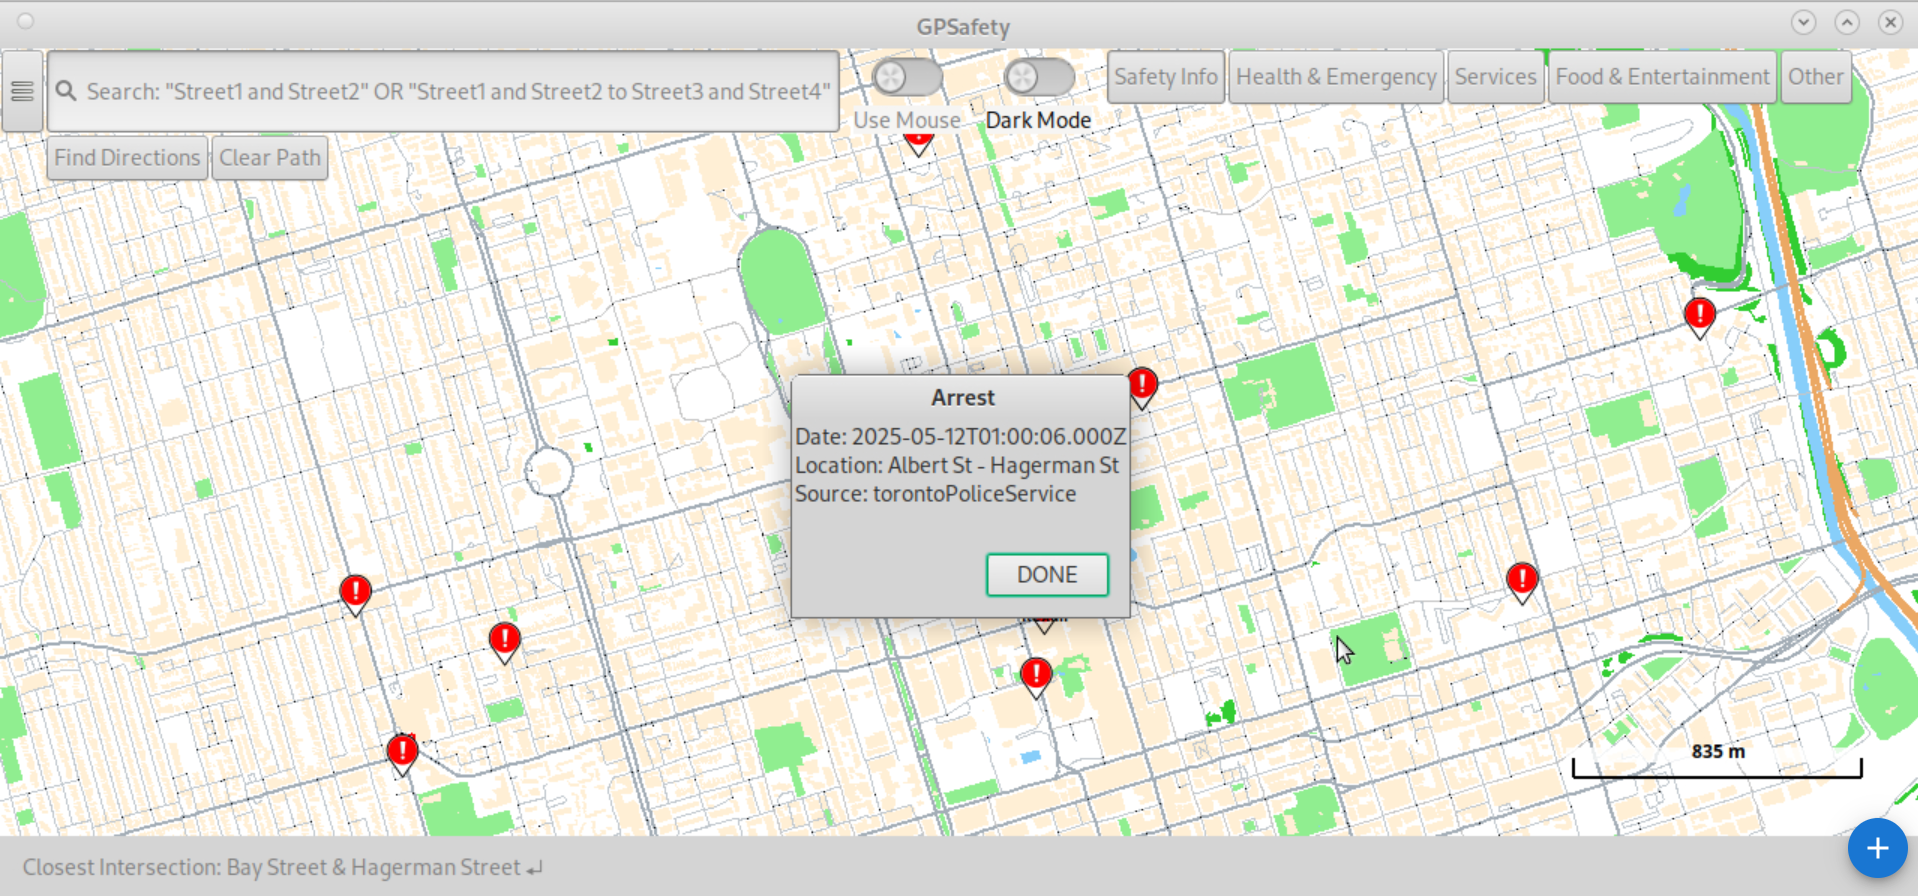 GPSafety
Search: "Street1 and Street2" OR "Street1 and Street2 to Street3 and Street4"
Use Mouse
Dark Mode
Safety Info
Health & Emergency
Services
Food & Entertainment
Other
Find Directions
Clear Path
Arrest
Date: 2025-05-12T01:00:06.000Z
Location: Albert St - Hagerman St
Source: torontoPoliceService
DONE
835 m
Closest Intersection: Bay Street & Hagerman Street